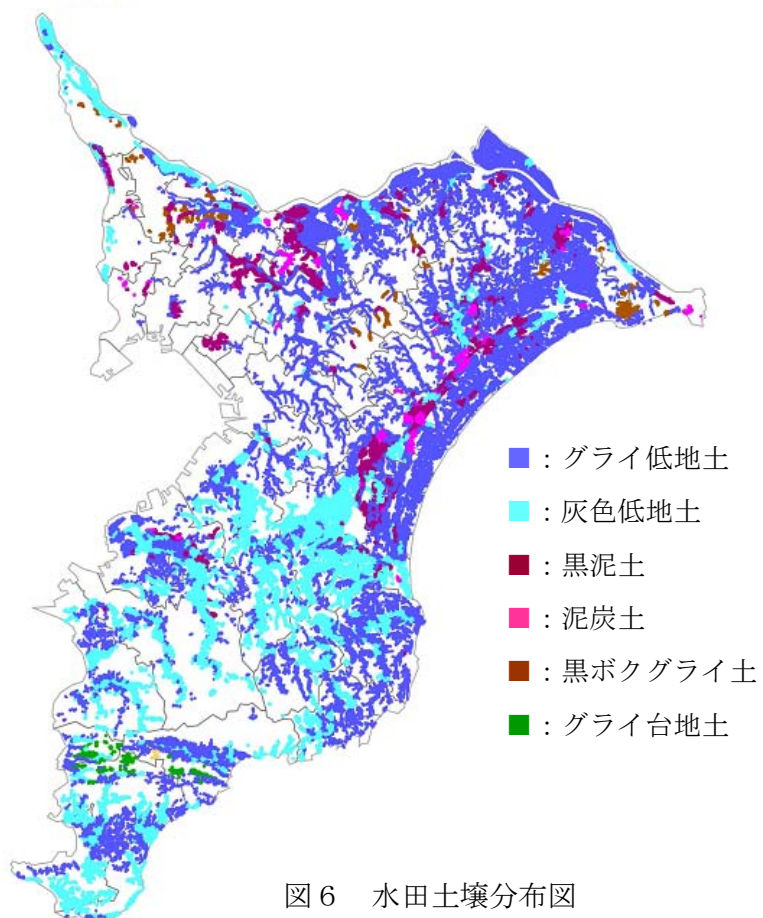 ■：グライ低地土
■：灰色低地土
■：黒泥土
■：泥炭土
■：黒ボクグライ土
■：グライ台地土
図６　水田土壌分布図